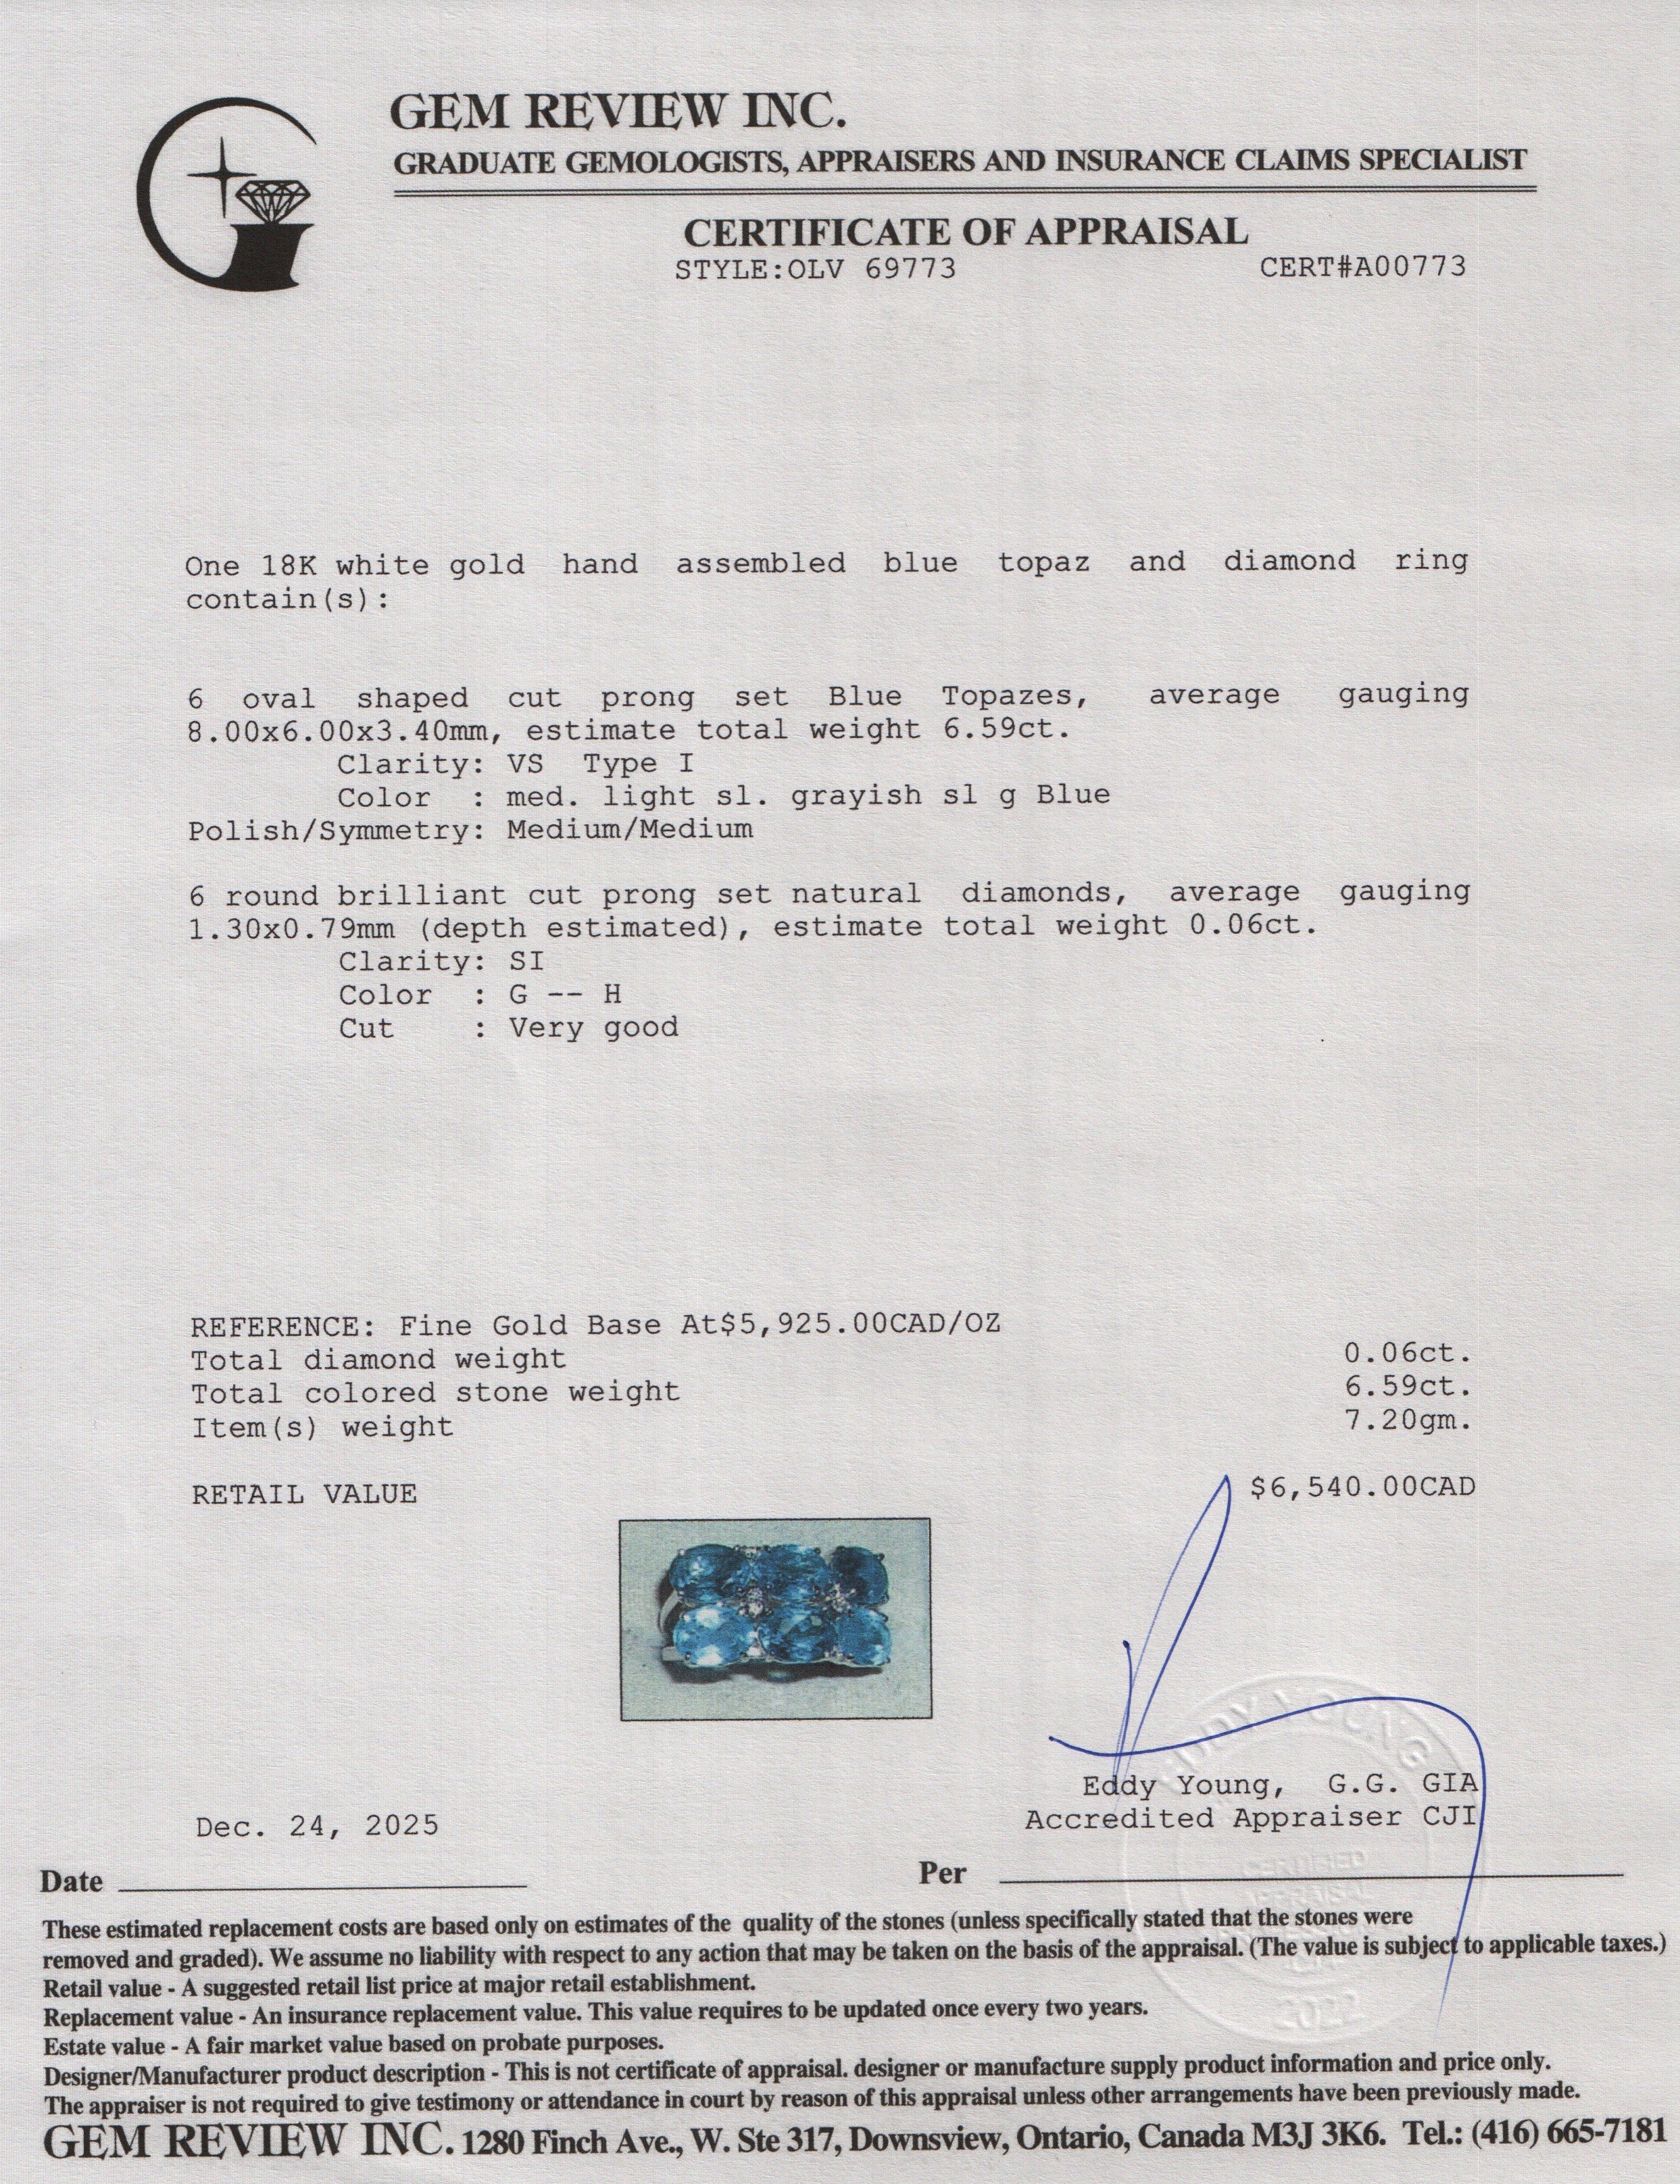 GEM REVIEW INC.
GRADUATE GEMOLOGISTS, APPRAISERS AND INSURANCE CLAIMS SPECIALIST
CERTIFICATE OF APPRAISAL
STYLE:OLV 69773 CERT#A00773
One 18K white gold hand assembled blue topaz and diamond ring
contain(s):
6 oval shaped cut prong set Blue Topazes, average gauging
8.00x6.00x3.40mm, estimate total weight 6.59ct.
Clarity: VS Type I
Color : med. light sl. grayish sl g Blue
Polish/Symmetry: Medium/Medium
6 round brilliant cut prong set natural diamonds, average gauging
1.30x0.79mm (depth estimated), estimate total weight 0.06ct.
Clarity: SI
Color : G -- H
Cut : Very good
REFERENCE: Fine Gold Base At$5,925.00CAD/OZ
Total diamond weight 0.06ct.
Total colored stone weight 6.59ct.
Item(s) weight 7.20gm.
RETAIL VALUE $6,540.00CAD
EDDY YOUNG
Eddy Young, G.G. GIA
Accredited Appraiser CJI
Dec. 24, 2025
CERTIFIED
APPRAISAL
Date Per
These estimated replacement costs are based only on estimates of the quality of the stones (unless specifically stated that the stones were
removed and graded). We assume no liability with respect to any action that may be taken on the basis of the appraisal. (The value is subject to applicable taxes.)
Retail value - A suggested retail list price at major retail establishment.
Replacement value - An insurance replacement value. This value requires to be updated once every two years.
2022
Estate value - A fair market value based on probate purposes.
Designer/Manufacturer product description - This is not certificate of appraisal. designer or manufacture supply product information and price only.
The appraiser is not required to give testimony or attendance in court by reason of this appraisal unless other arrangements have been previously made.
GEM REVIEW INC. 1280 Finch Ave., W. Ste 317, Downsview, Ontario, Canada M3J 3K6. Tel.: (416) 665-7181